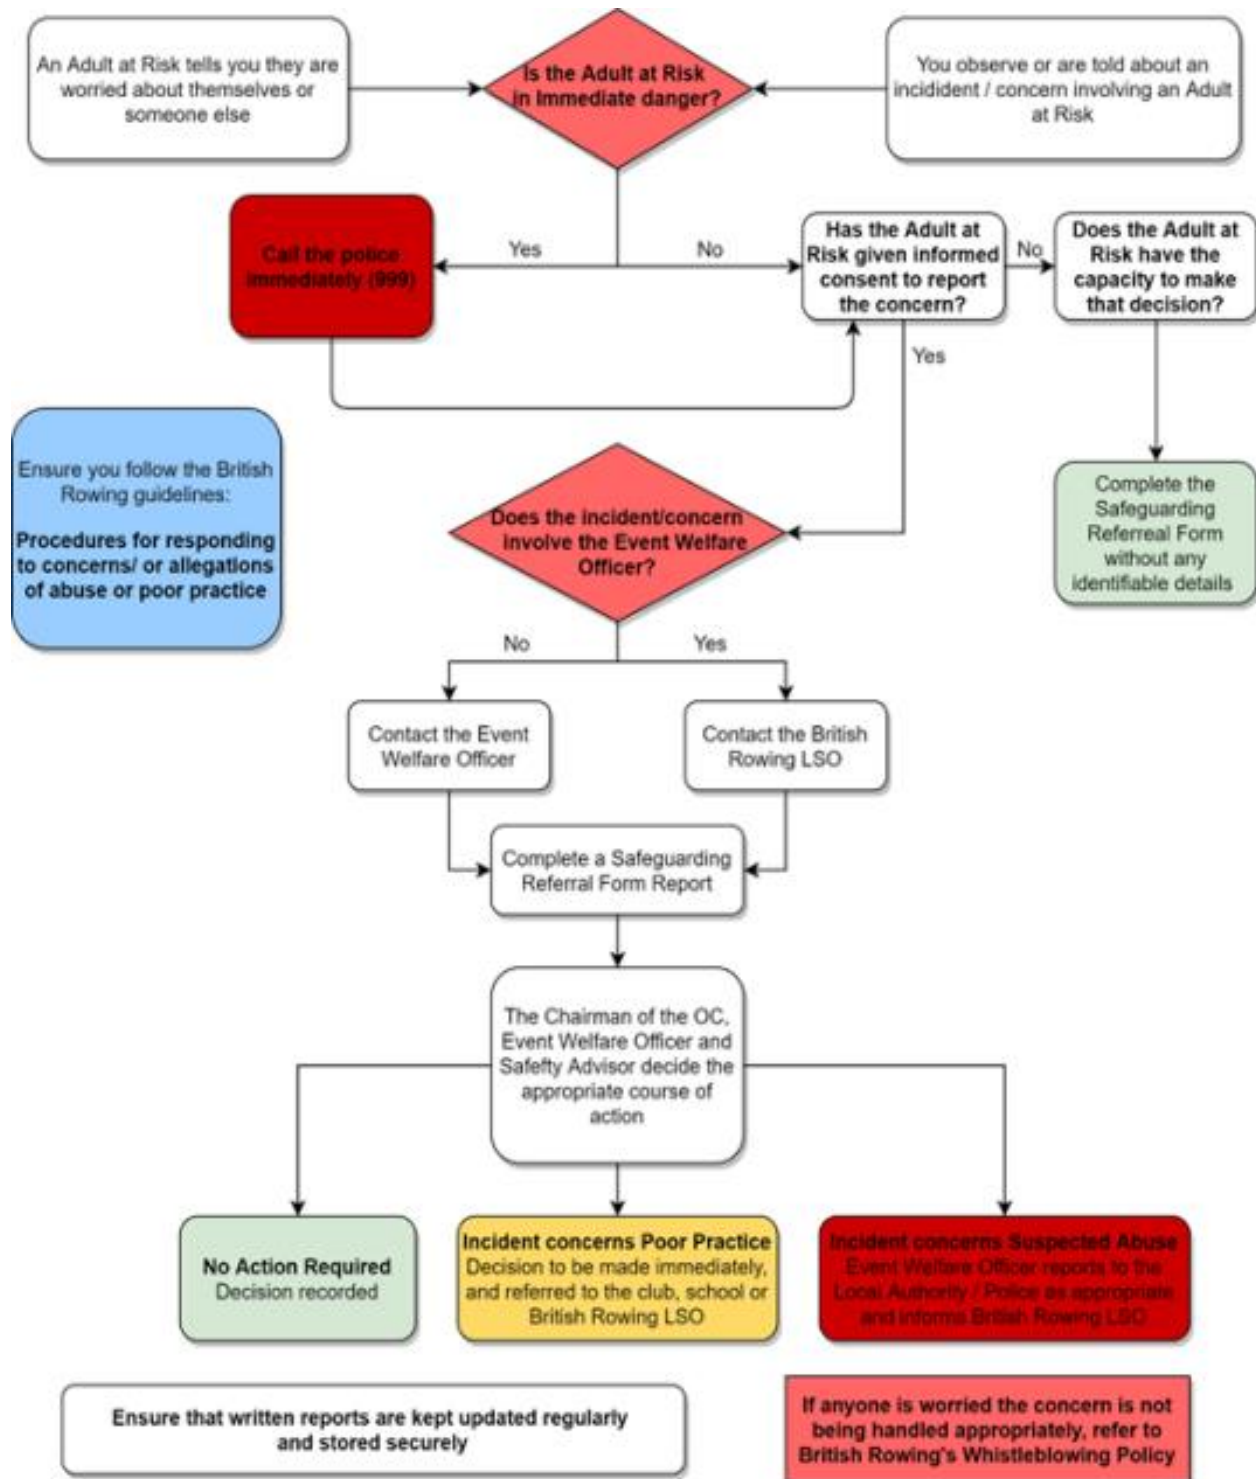 An Adult at Risk tells you they are
worried about themselves or
someone else
Is the Adult at Risk
in Immediate danger?
You observe or are told about an
incidident / concern involving an Adult
at Risk
Call the police
immediately (999)
Yes
No
Has the Adult at
Risk given informed
consent to report
the concern?
No
Does the Adult at
Risk have the
capacity to make
that decision?
Yes
Ensure you follow the British
Rowing guidelines:
Procedures for responding
to concerns/ or allegations
of abuse or poor practice
Does the incident/concern
involve the Event Welfare
Officer?
Complete the
Safeguarding
Referreal Form
without any
identifiable details
No
Yes
Contact the Event
Welfare Officer
Contact the British
Rowing LSO
Complete a Safeguarding
Referral Form Report
The Chairman of the OC,
Event Welfare Officer and
Safefty Advisor decide the
appropriate course of
action
No Action Required
Decision recorded
Incident concerns Poor Practice
Decision to be made immediately,
and referred to the club, school or
British Rowing LSO
Incident concerns Suspected Abuse
Event Welfare Officer reports to the
Local Authority / Police as appropriate
and informs British Rowing LSO
Ensure that written reports are kept updated regularly
and stored securely
If anyone is worried the concern is not
being handled appropriately, refer to
British Rowing's Whistleblowing Policy